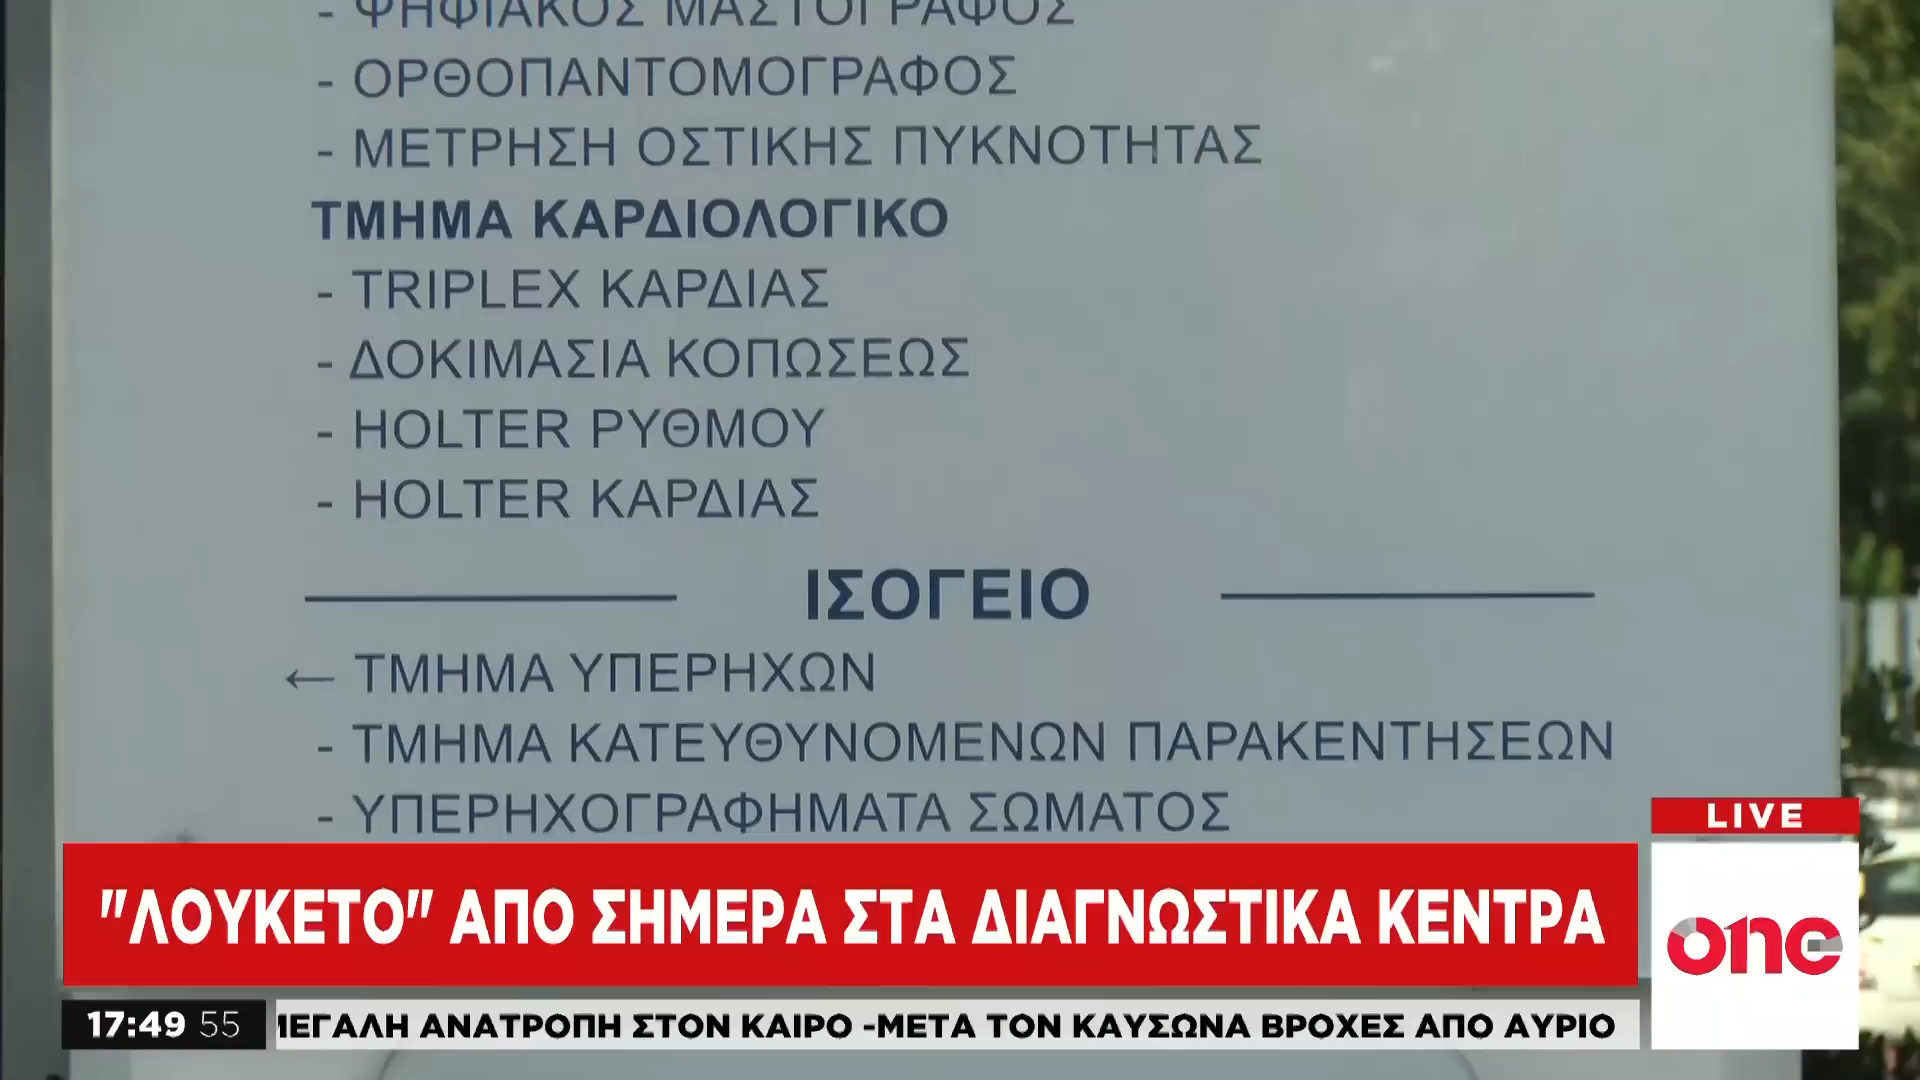 - ΨΗΦΙΑΚΟΣ ΜΑΣΤΟΓΡΑΦΟΣ
- ΟΡΘΟΠΑΝΤΟΜΟΓΡΑΦΟΣ
- ΜΕΤΡΗΣΗ ΟΣΤΙΚΗΣ ΠΥΚΝΟΤΗΤΑΣ
ΤΜΗΜΑ ΚΑΡΔΙΟΛΟΓΙΚΟ
- TRIPLEX ΚΑΡΔΙΑΣ
- ΔΟΚΙΜΑΣΙΑ ΚΟΠΩΣΕΩΣ
- HOLTER ΡΥΘΜΟΥ
- HOLTER ΚΑΡΔΙΑΣ
ΙΣΟΓΕΙΟ
← ΤΜΗΜΑ ΥΠΕΡΗΧΩΝ
- ΤΜΗΜΑ ΚΑΤΕΥΘΥΝΟΜΕΝΩΝ ΠΑΡΑΚΕΝΤΗΣΕΩΝ
- ΥΠΕΡΗΧΟΓΡΑΦΗΜΑΤΑ ΣΩΜΑΤΟΣ
LIVE
"ΛΟΥΚΕΤΟ" ΑΠΟ ΣΗΜΕΡΑ ΣΤΑ ΔΙΑΓΝΩΣΤΙΚΑ ΚΕΝΤΡΑ
one
17:49 55
ΜΕΓΑΛΗ ΑΝΑΤΡΟΠΗ ΣΤΟΝ ΚΑΙΡΟ -ΜΕΤΑ ΤΟΝ ΚΑΥΣΩΝΑ ΒΡΟΧΕΣ ΑΠΟ ΑΥΡΙΟ